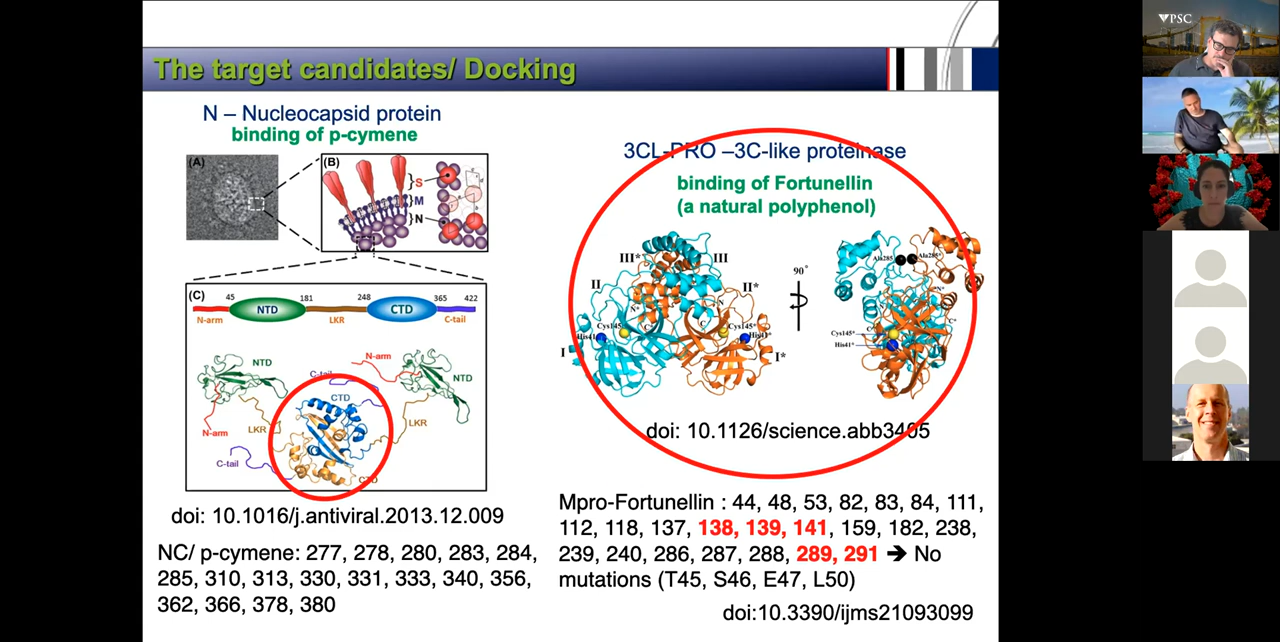 The target candidates/ Docking
N – Nucleocapsid protein
binding of p-cymene
(A)
(B)
S
M
N
(C)
45
181
248
365
422
NTD
CTD
N-arm
LKR
C-tail
N-arm
NTD
C-tail
NTD
CTD
LKR
LKR
N-arm
C-tail
CTD
doi: 10.1016/j.antiviral.2013.12.009
NC/ p-cymene: 277, 278, 280, 283, 284,
285, 310, 313, 330, 331, 333, 340, 356,
362, 366, 378, 380
3CL-PRO –3C-like proteinase
binding of Fortunellin
(a natural polyphenol)
III*
III
II
II*
N
N*
Cys145
C*
C
Cys145*
His41
His41*
I
I*
90°
Ala285
Ala285*
N*
C*
C
Cys145*
His41*
doi: 10.1126/science.abb3405
Mpro-Fortunellin : 44, 48, 53, 82, 83, 84, 111,
112, 118, 137, 138, 139, 141, 159, 182, 238,
239, 240, 286, 287, 288, 289, 291 ➔ No
mutations (T45, S46, E47, L50)
doi:10.3390/ijms21093099
PSC